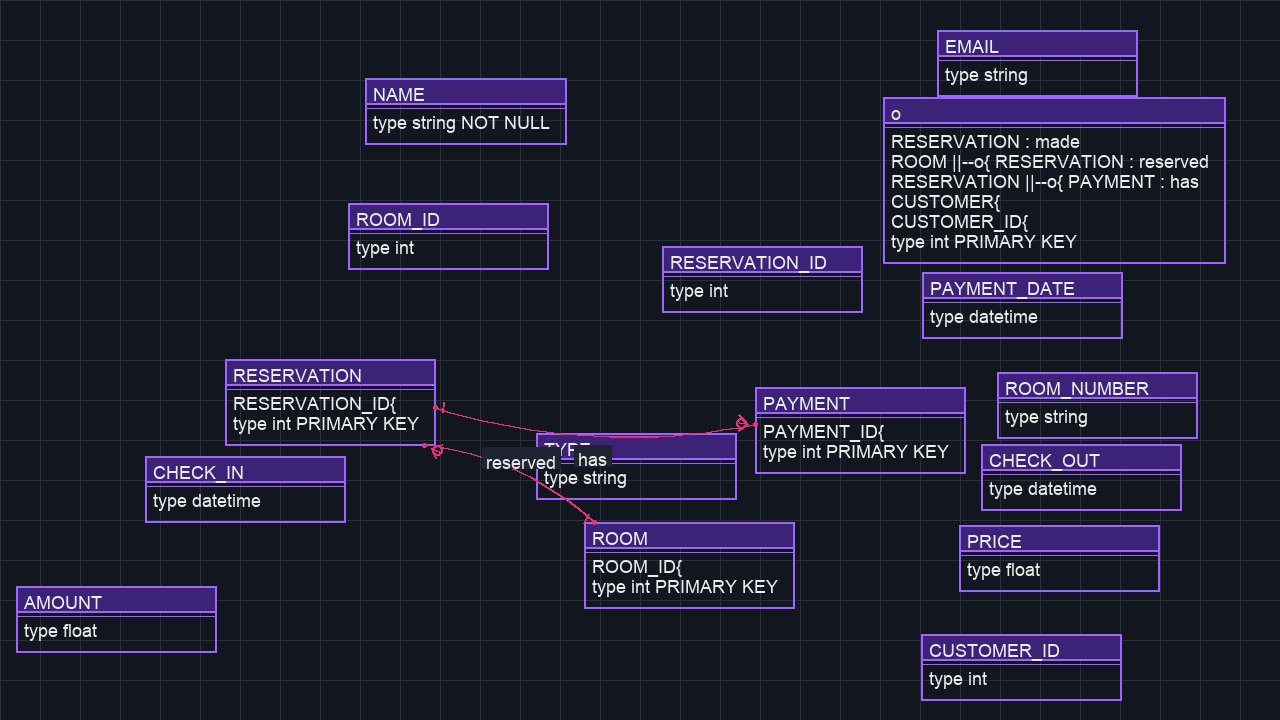 EMAIL
type string
NAME
type string NOT NULL
o
RESERVATION : made
ROOM ||--o{ RESERVATION : reserved
RESERVATION ||--o{ PAYMENT : has
CUSTOMER{
CUSTOMER_ID{
type int PRIMARY KEY
ROOM_ID
type int
RESERVATION_ID
type int
PAYMENT_DATE
type datetime
RESERVATION
RESERVATION_ID{
type int PRIMARY KEY
PAYMENT
PAYMENT_ID{
type int PRIMARY KEY
ROOM_NUMBER
type string
TYPE
type string
reserved
has
CHECK_IN
type datetime
CHECK_OUT
type datetime
ROOM
ROOM_ID{
type int PRIMARY KEY
PRICE
type float
AMOUNT
type float
CUSTOMER_ID
type int